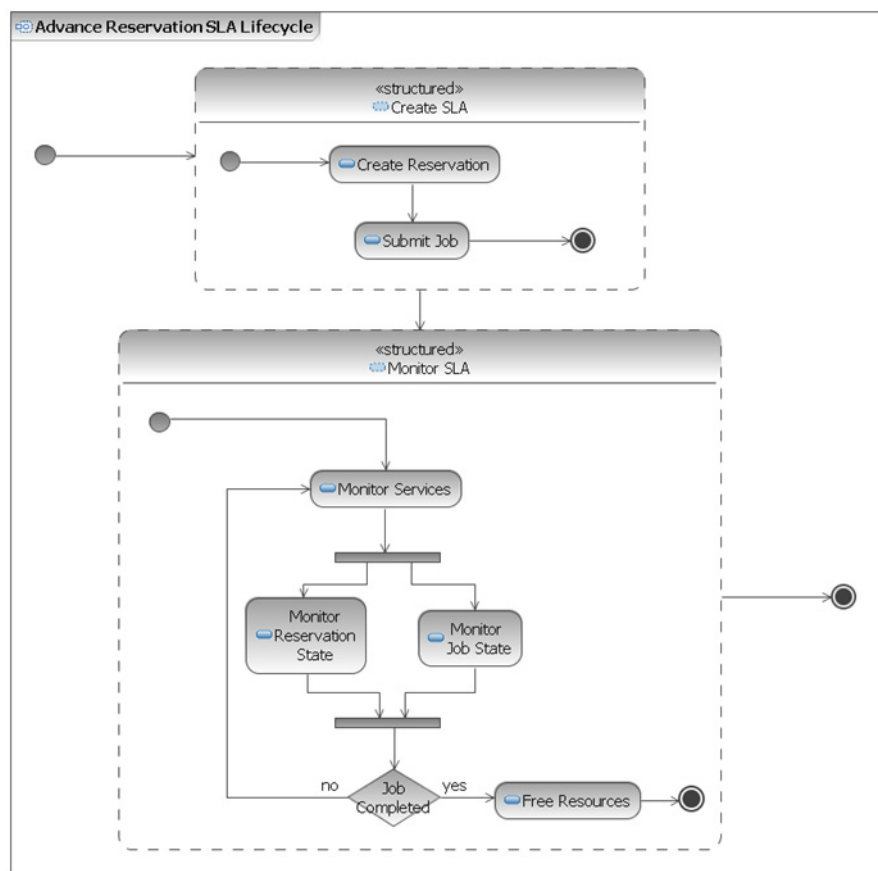 Advance Reservation SLA Lifecycle
«structured»
Create SLA
Create Reservation
Submit Job
«structured»
Monitor SLA
Monitor Services
Monitor
Reservation
State
Monitor
Job State
no
Job
Completed
yes
Free Resources